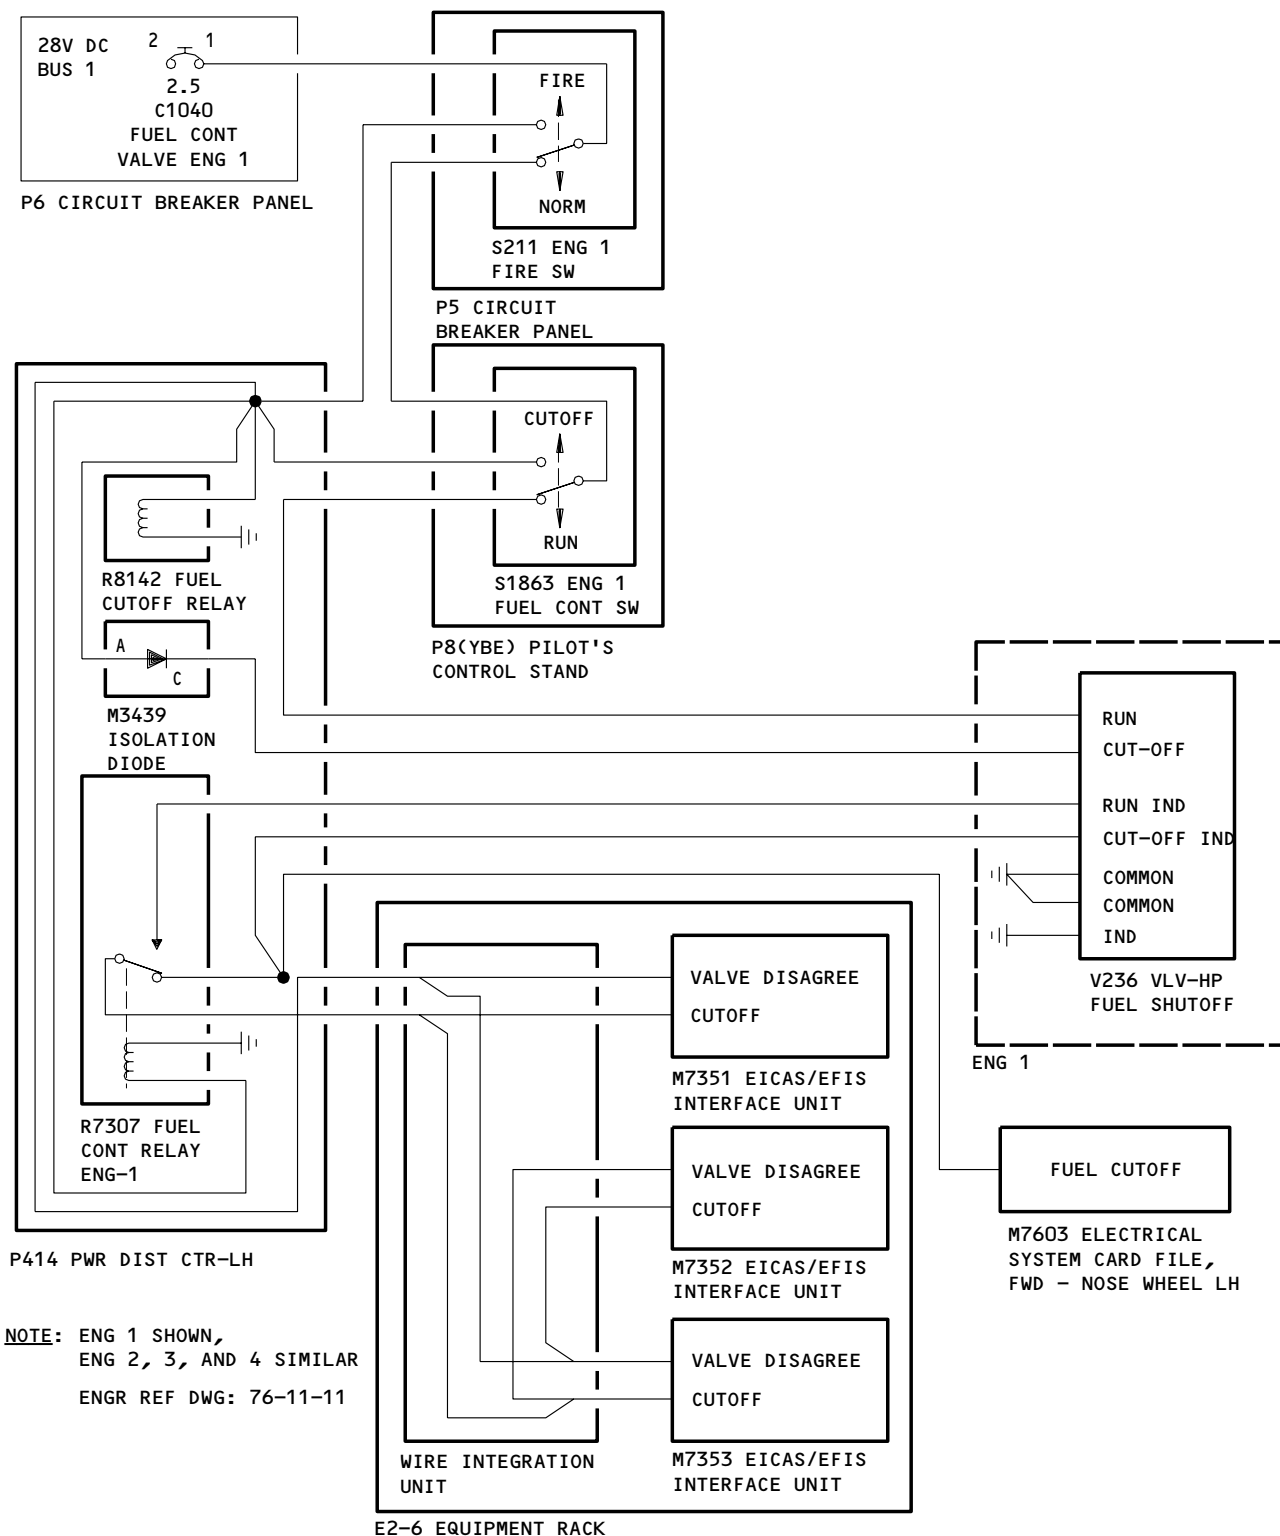 28V DC
BUS 1
2 1
2.5
C1040
FUEL CONT
VALVE ENG 1
P6 CIRCUIT BREAKER PANEL
FIRE
NORM
S211 ENG 1
FIRE SW
P5 CIRCUIT
BREAKER PANEL
CUTOFF
RUN
S1863 ENG 1
FUEL CONT SW
P8(YBE) PILOT'S
CONTROL STAND
R8142 FUEL
CUTOFF RELAY
A
C
M3439
ISOLATION
DIODE
R7307 FUEL
CONT RELAY
ENG-1
P414 PWR DIST CTR-LH
RUN
CUT-OFF
RUN IND
CUT-OFF IND
COMMON
COMMON
IND
V236 VLV-HP
FUEL SHUTOFF
ENG 1
VALVE DISAGREE
CUTOFF
M7351 EICAS/EFIS
INTERFACE UNIT
VALVE DISAGREE
CUTOFF
M7352 EICAS/EFIS
INTERFACE UNIT
VALVE DISAGREE
CUTOFF
M7353 EICAS/EFIS
INTERFACE UNIT
WIRE INTEGRATION
UNIT
E2-6 EQUIPMENT RACK
FUEL CUTOFF
M7603 ELECTRICAL
SYSTEM CARD FILE,
FWD - NOSE WHEEL LH
NOTE: ENG 1 SHOWN,
ENG 2, 3, AND 4 SIMILAR
ENGR REF DWG: 76-11-11